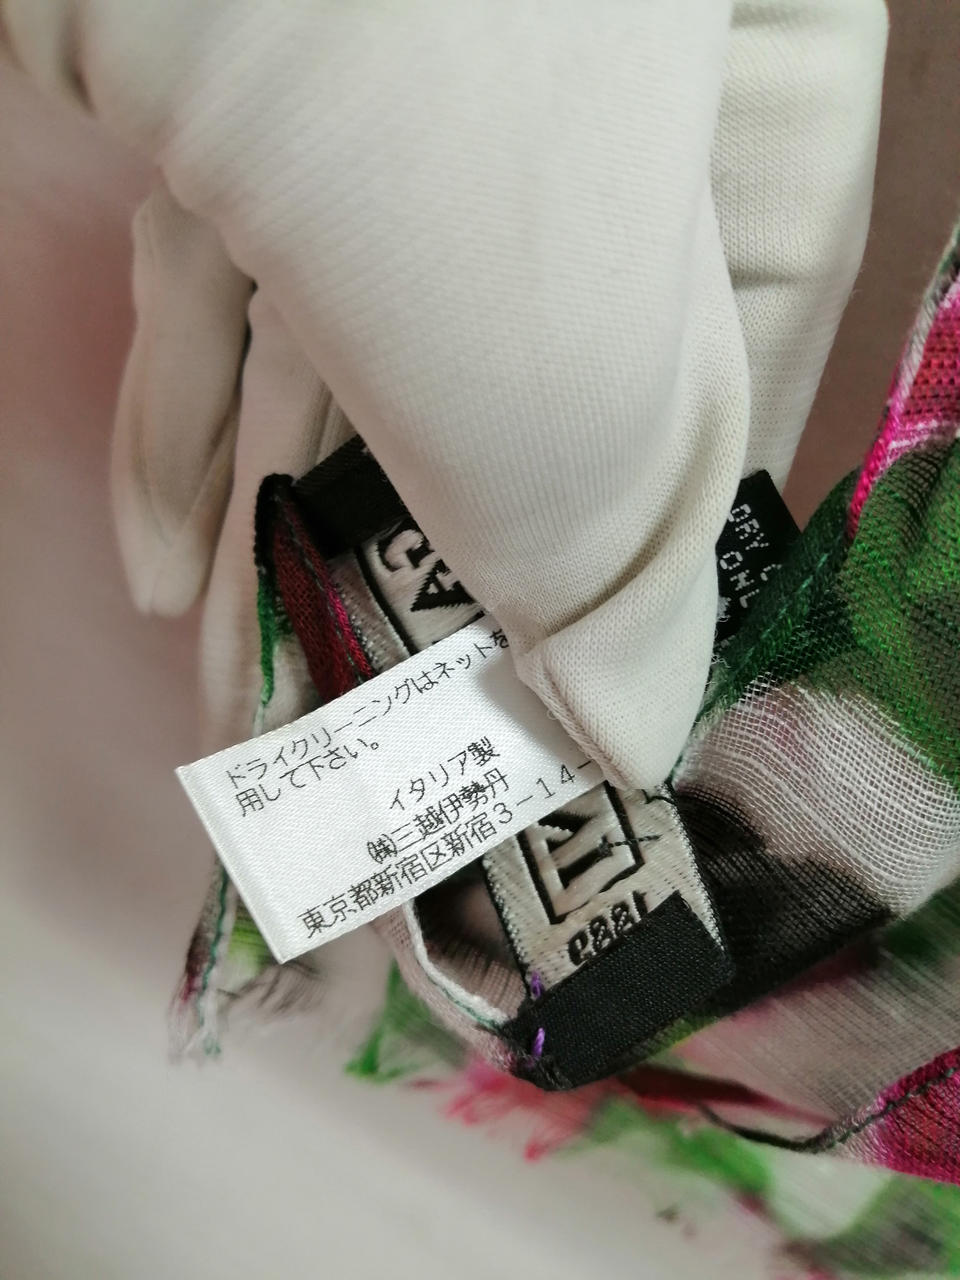 ドライクリーニングはネットを
用して下さい。
イタリア製
㈱三越伊勢丹
東京都新宿区新宿3-14-
DRY